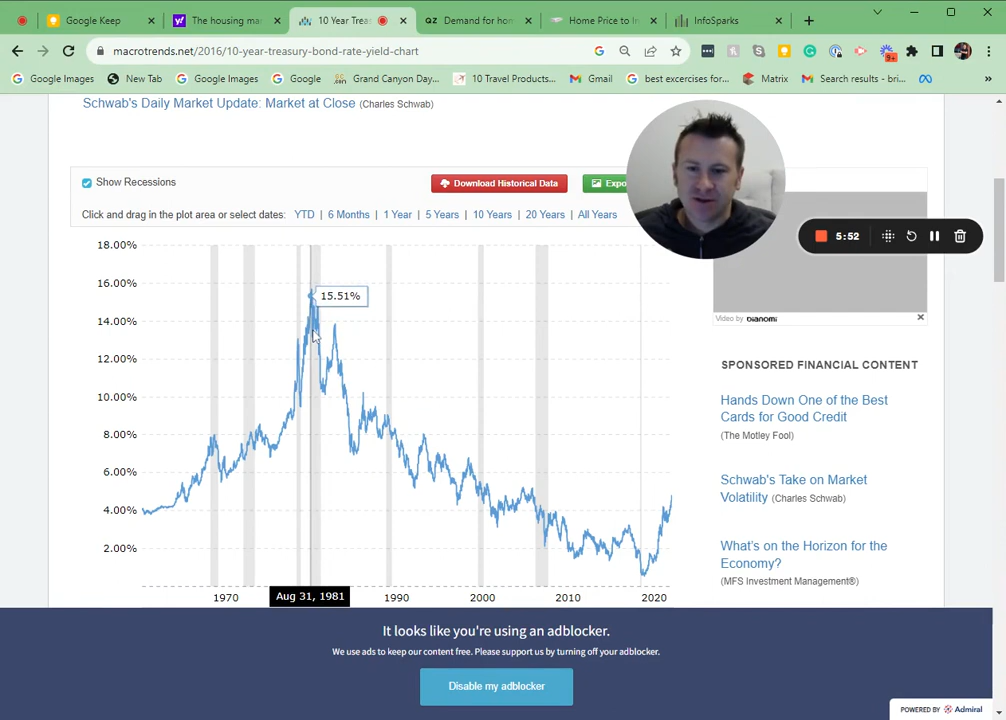 Google Keep
The housing mar
10 Year Trea
QZ Demand for hom
Home Price to In
InfoSparks
macrotrends.net/2016/10-year-treasury-bond-rate-yield-chart
Google Images
New Tab
Google Images
Google
Grand Canyon Day...
10 Travel Products...
Gmail
best excercises for...
Matrix
Search results - bri...
9+
Schwab's Daily Market Update: Market at Close (Charles Schwab)
Show Recessions
Download Historical Data
Expo
Click and drag in the plot area or select dates: YTD | 6 Months | 1 Year | 5 Years | 10 Years | 20 Years | All Years
5:52
18.00%
16.00%
15.51%
14.00%
12.00%
10.00%
8.00%
6.00%
4.00%
2.00%
1970
Aug 31, 1981
1990
2000
2010
2020
Video by bianomi
SPONSORED FINANCIAL CONTENT
Hands Down One of the Best
Cards for Good Credit
(The Motley Fool)
Schwab's Take on Market
Volatility (Charles Schwab)
What's on the Horizon for the
Economy?
(MFS Investment Management®)
It looks like you're using an adblocker.
We use ads to keep our content free. Please support us by turning off your adblocker.
Disable my adblocker
POWERED BY Admiral